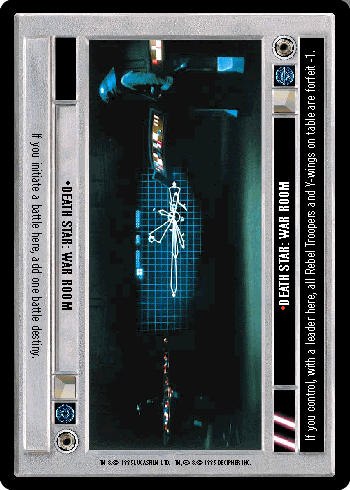 If you initiate a battle here, add one battle destiny.
•DEATH STAR: WAR ROOM
•DEATH STAR: WAR ROOM
If you control, with a leader here, all Rebel Troopers and Y-wings on table are forfeit -1.
TM & © 1995 LUCASFILM LTD. TM, © & © 1995 DECIPHER INC.